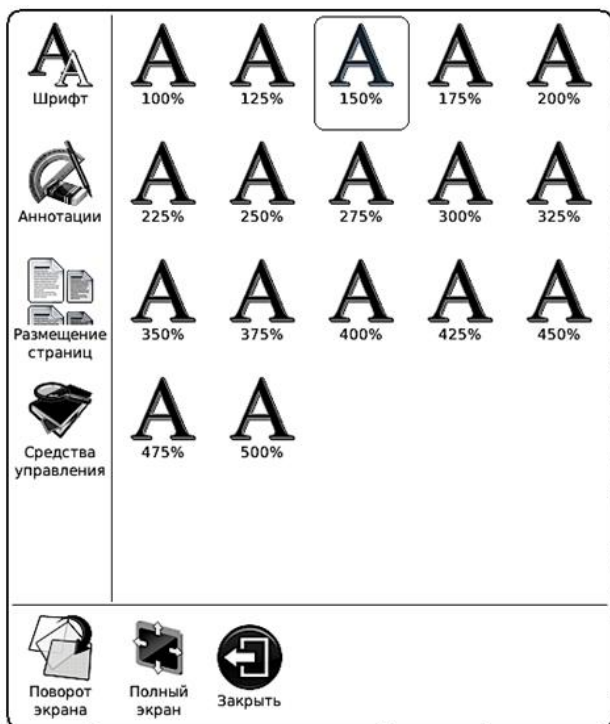 Шрифт
100% 125% 150% 175% 200%
Аннотации
225% 250% 275% 300% 325%
Размещение
страниц
350% 375% 400% 425% 450%
Средства
управления
475% 500%
Поворот
экрана
Полный
экран
Закрыть